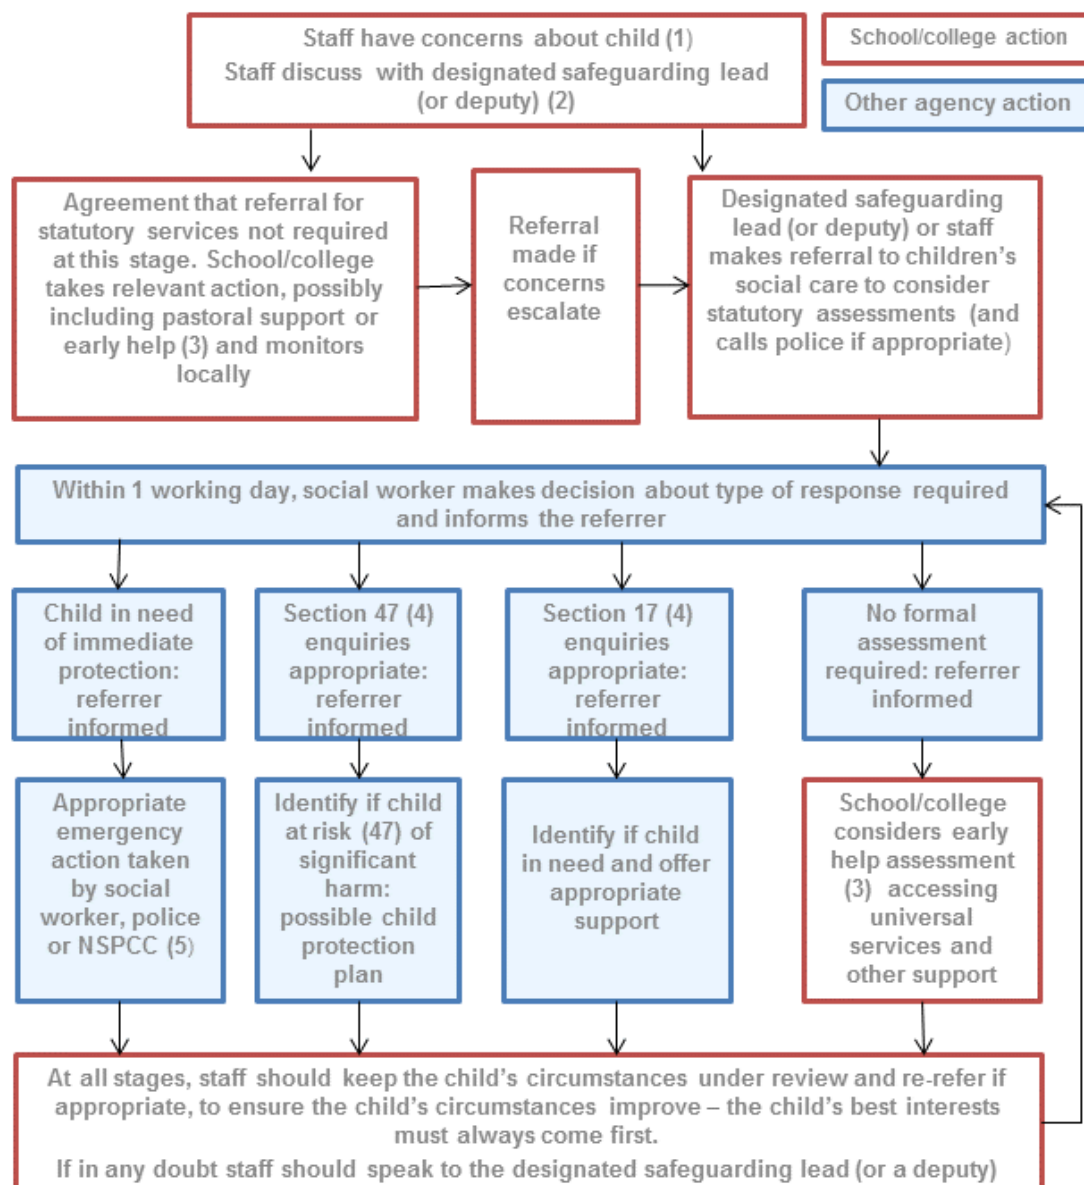 Staff have concerns about child (1)
Staff discuss with designated safeguarding lead
(or deputy) (2)
School/college action
Other agency action
Agreement that referral for
statutory services not required
at this stage. School/college
takes relevant action, possibly
including pastoral support or
early help (3) and monitors
locally
Referral
made if
concerns
escalate
Designated safeguarding
lead (or deputy) or staff
makes referral to children’s
social care to consider
statutory assessments (and
calls police if appropriate)
Within 1 working day, social worker makes decision about type of response required
and informs the referrer
Child in need
of immediate
protection:
referrer
informed
Section 47 (4)
enquiries
appropriate:
referrer
informed
Section 17 (4)
enquiries
appropriate:
referrer
informed
No formal
assessment
required: referrer
informed
Appropriate
emergency
action taken
by social
worker, police
or NSPCC (5)
Identify if child
at risk (47) of
significant
harm:
possible child
protection
plan
Identify if child
in need and offer
appropriate
support
School/college
considers early
help assessment
(3) accessing
universal
services and
other support
At all stages, staff should keep the child’s circumstances under review and re-refer if
appropriate, to ensure the child’s circumstances improve – the child’s best interests
must always come first.
If in any doubt staff should speak to the designated safeguarding lead (or a deputy)